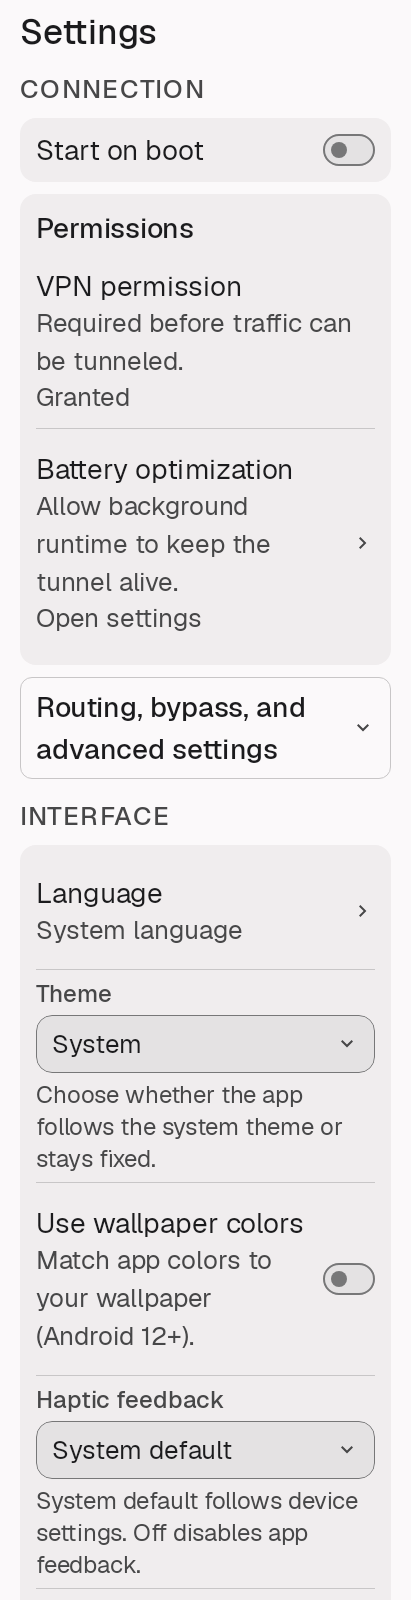 Settings
CONNECTION
Start on boot
Permissions
VPN permission
Required before traffic can
be tunneled.
Granted
Battery optimization
Allow background
runtime to keep the
tunnel alive.
Open settings
Routing, bypass, and
advanced settings
INTERFACE
Language
System language
Theme
System
Choose whether the app
follows the system theme or
stays fixed.
Use wallpaper colors
Match app colors to
your wallpaper
(Android 12+).
Haptic feedback
System default
System default follows device
settings. Off disables app
feedback.